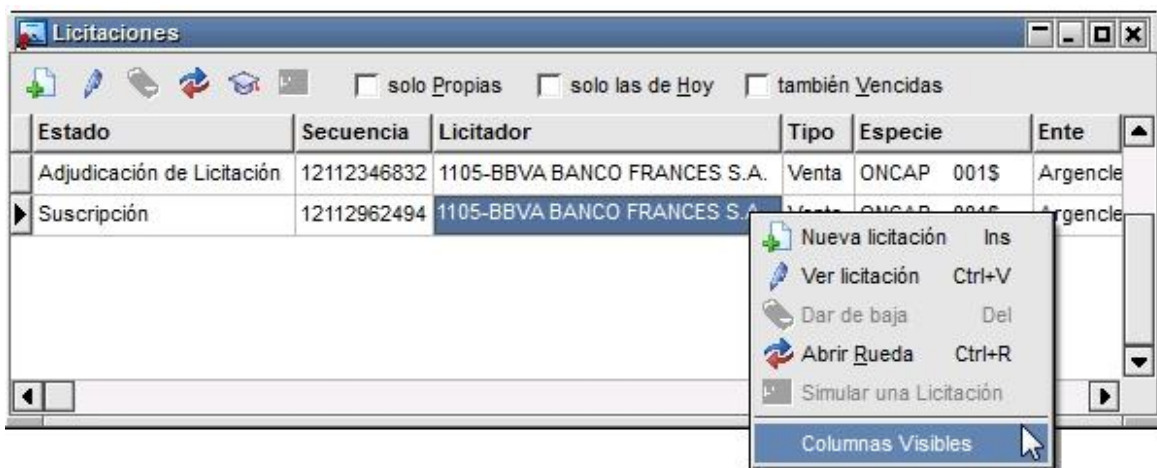 Licitaciones
solo Propias solo las de Hoy también Vencidas
Estado Secuencia Licitador Tipo Especie Ente
Adjudicación de Licitación 12112346832 1105-BBVA BANCO FRANCES S.A. Venta ONCAP 001$ Argencle
Suscripción 12112962494 1105-BBVA BANCO FRANCES S.A. Argencle
Nueva licitación Ins
Ver licitación Ctrl+V
Dar de baja Del
Abrir Rueda Ctrl+R
Simular una Licitación
Columnas Visibles